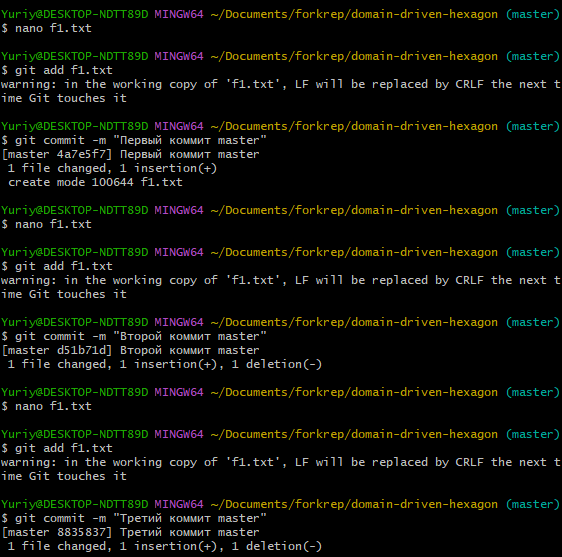 Yuriy@DESKTOP-NDTT89D MINGW64 ~/Documents/forkrep/domain-driven-hexagon (master)
$ nano f1.txt
Yuriy@DESKTOP-NDTT89D MINGW64 ~/Documents/forkrep/domain-driven-hexagon (master)
$ git add f1.txt
warning: in the working copy of 'f1.txt', LF will be replaced by CRLF the next t
ime Git touches it
Yuriy@DESKTOP-NDTT89D MINGW64 ~/Documents/forkrep/domain-driven-hexagon (master)
$ git commit -m "Первый коммит master"
[master 4a7e5f7] Первый коммит master
 1 file changed, 1 insertion(+)
 create mode 100644 f1.txt
Yuriy@DESKTOP-NDTT89D MINGW64 ~/Documents/forkrep/domain-driven-hexagon (master)
$ nano f1.txt
Yuriy@DESKTOP-NDTT89D MINGW64 ~/Documents/forkrep/domain-driven-hexagon (master)
$ git add f1.txt
warning: in the working copy of 'f1.txt', LF will be replaced by CRLF the next t
ime Git touches it
Yuriy@DESKTOP-NDTT89D MINGW64 ~/Documents/forkrep/domain-driven-hexagon (master)
$ git commit -m "Второй коммит master"
[master d51b71d] Второй коммит master
 1 file changed, 1 insertion(+), 1 deletion(-)
Yuriy@DESKTOP-NDTT89D MINGW64 ~/Documents/forkrep/domain-driven-hexagon (master)
$ nano f1.txt
Yuriy@DESKTOP-NDTT89D MINGW64 ~/Documents/forkrep/domain-driven-hexagon (master)
$ git add f1.txt
warning: in the working copy of 'f1.txt', LF will be replaced by CRLF the next t
ime Git touches it
Yuriy@DESKTOP-NDTT89D MINGW64 ~/Documents/forkrep/domain-driven-hexagon (master)
$ git commit -m "Третий коммит master"
[master 8835837] Третий коммит master
 1 file changed, 1 insertion(+), 1 deletion(-)